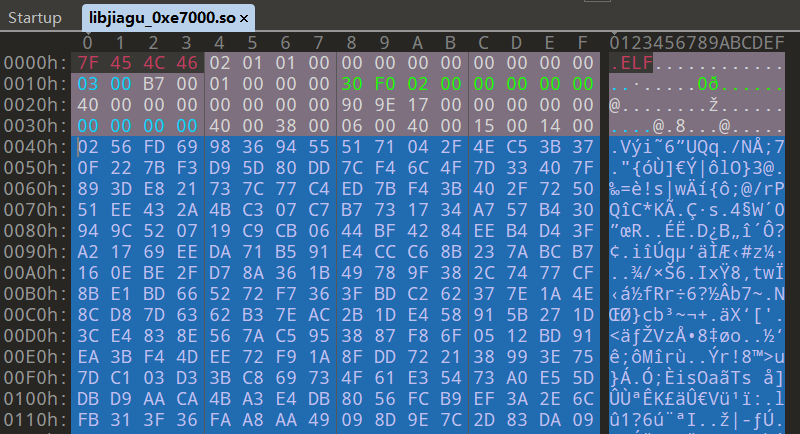 Startup libjiagu_0xe7000.so ×
0 1 2 3 4 5 6 7 8 9 A B C D E F 0123456789ABCDEF
0000h: 7F 45 4C 46 02 01 01 00 00 00 00 00 00 00 00 00 .ELF............
0010h: 03 00 B7 00 01 00 00 00 30 F0 02 00 00 00 00 00 ..·.....0ð......
0020h: 40 00 00 00 00 00 00 00 90 9E 17 00 00 00 00 00 @........ž......
0030h: 00 00 00 00 40 00 38 00 06 00 40 00 15 00 14 00 ....@.8...@.....
0040h: 02 56 FD 69 98 36 94 55 51 71 04 2F 4E C5 3B 37 .Výi˜6”UQq./NÅ;7
0050h: 0F 22 7B F3 D9 5D 80 DD 7C F4 6C 4F 7D 33 40 7F ."{óÙ]€Ý|ôlO}3@.
0060h: 89 3D E8 21 73 7C 77 C4 ED 7B F4 3B 40 2F 72 50 ‰=è!s|wÄí{ô;@/rP
0070h: 51 EE 43 2A 4B C3 07 C7 B7 73 17 34 A7 57 B4 30 QîC*KÃ.Ç·s.4§W´0
0080h: 94 9C 52 07 19 C9 CB 06 44 BF 42 84 EE B4 D4 3F ”œR..ÉË.D¿B„î´Ô?
0090h: A2 17 69 EE DA 71 B5 91 E4 CC C6 8B 23 7A BC B7 ¢.iîÚqµ‘äÌÆ‹#z¼·
00A0h: 16 0E BE 2F D7 8A 36 1B 49 78 9F 38 2C 74 77 CF ..¾/×Š6.IxŸ8,twÏ
00B0h: 8B E1 BD 66 52 72 F7 36 3F BD C2 62 37 7E 1A 4E ‹á½fRr÷6?½Âb7~.N
00C0h: 8C D8 7D 63 62 B3 7E AC 2B 1D E4 58 91 5B 27 1D ŒØ}cb³~¬+.äX‘['.
00D0h: 3C E4 83 8E 56 7A C5 95 38 87 F8 6F 05 12 BD 91 <äƒŽVzÅ•8‡øo..½‘
00E0h: EA 3B F4 4D EE 72 F9 1A 8F DD 72 21 38 99 3E 75 ê;ôMîrù..Ýr!8™>u
00F0h: 7D C1 03 D3 3B C8 69 73 4F 61 E3 54 73 A0 E5 5D }Á.Ó;ÈisOaãTs å]
0100h: DB D9 AA CA 4B A3 E4 DB 80 56 FC B9 EF 3A 2E 6C ÛÙªÊK£äÛ€Vü¹ï:.l
0110h: FB 31 3F 36 FA A8 AA 49 09 8D 9E 7C 2D 83 DA 09 û1?6ú¨ªI..ž|-ƒÚ.